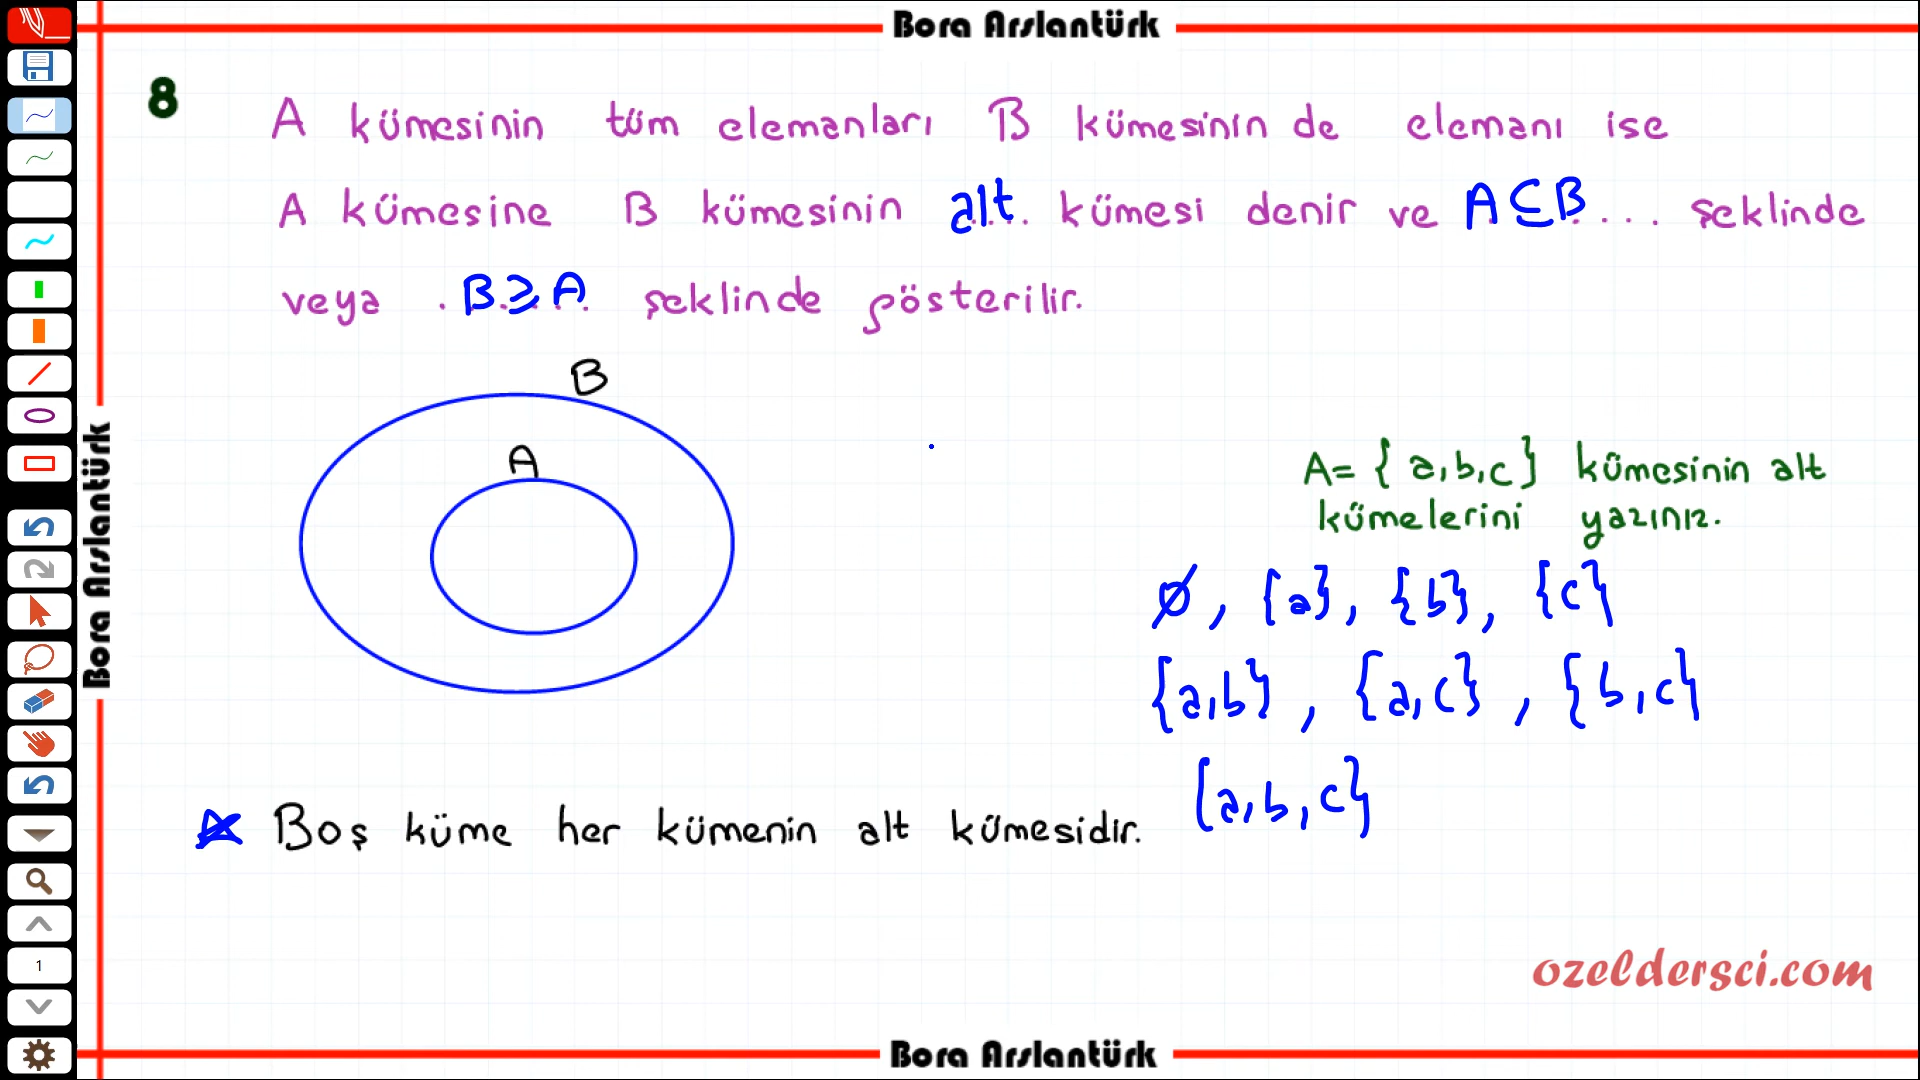 Bora Arslantürk
8
A kümesinin tüm elemanları B kümesinin de elemanı ise
A kümesine B kümesinin alt kümesi denir ve A⊆B... şeklinde
veya .B⩾A. şeklinde gösterilir.
B
A
A= { a,b,c} kümesinin alt
kümelerini yazınız.
∅, {a}, {b}, {c}
{a,b} , {a,c} , {b,c}
{a,b,c}
Boş küme her kümenin alt kümesidir.
Bora Arslantürk
1
ozeldersci.com
Bora Arslantürk